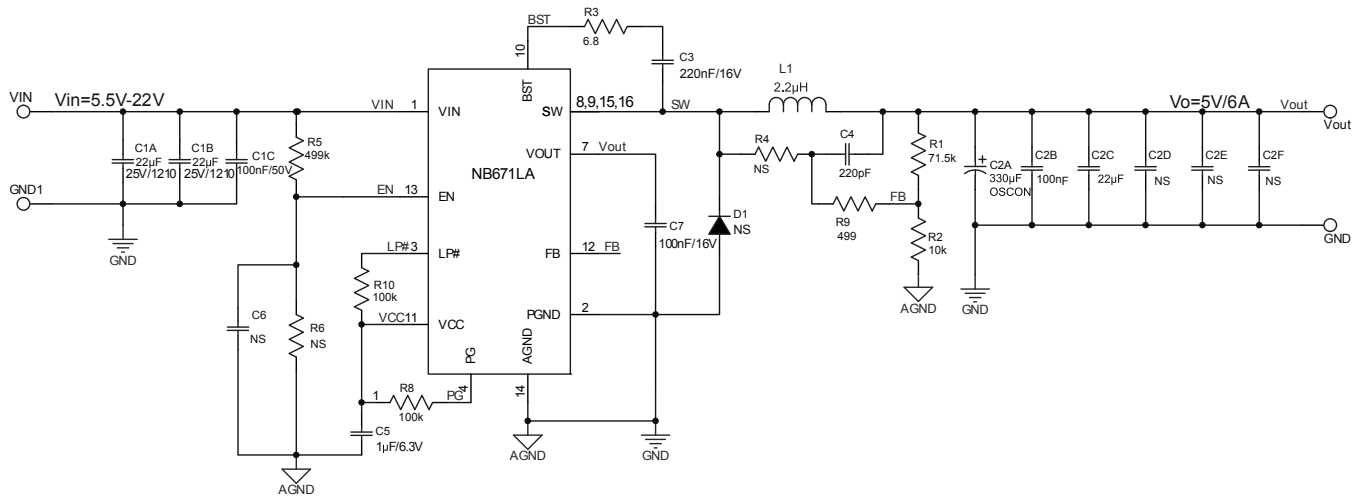 BST
R3
6.8
10
C3
220nF/16V
VIN
Vin=5.5V-22V
VIN
1
VIN
BST
SW
8,9,15,16
SW
L1
2.2µH
Vo=5V/6A
Vout
Vout
C1A
22µF
25V/1210
C1B
22µF
25V/1210
C1C
100nF/50V
R5
499k
VOUT
7
Vout
NB671LA
R4
NS
C4
220pF
R1
71.5k
C2A
+
330µF
OSCON
C2B
100nF
C2C
22µF
C2D
NS
C2E
NS
C2F
NS
GND1
GND
EN
13
EN
C7
100nF/16V
D1
NS
R9
499
FB
R2
10k
GND
LP#
3
LP#
FB
12
FB
AGND
GND
R10
100k
C6
NS
R6
NS
VCC
11
VCC
PGND
2
PG
AGND
1
R8
100k
PG
4
14
C5
1µF/6.3V
AGND
GND
AGND